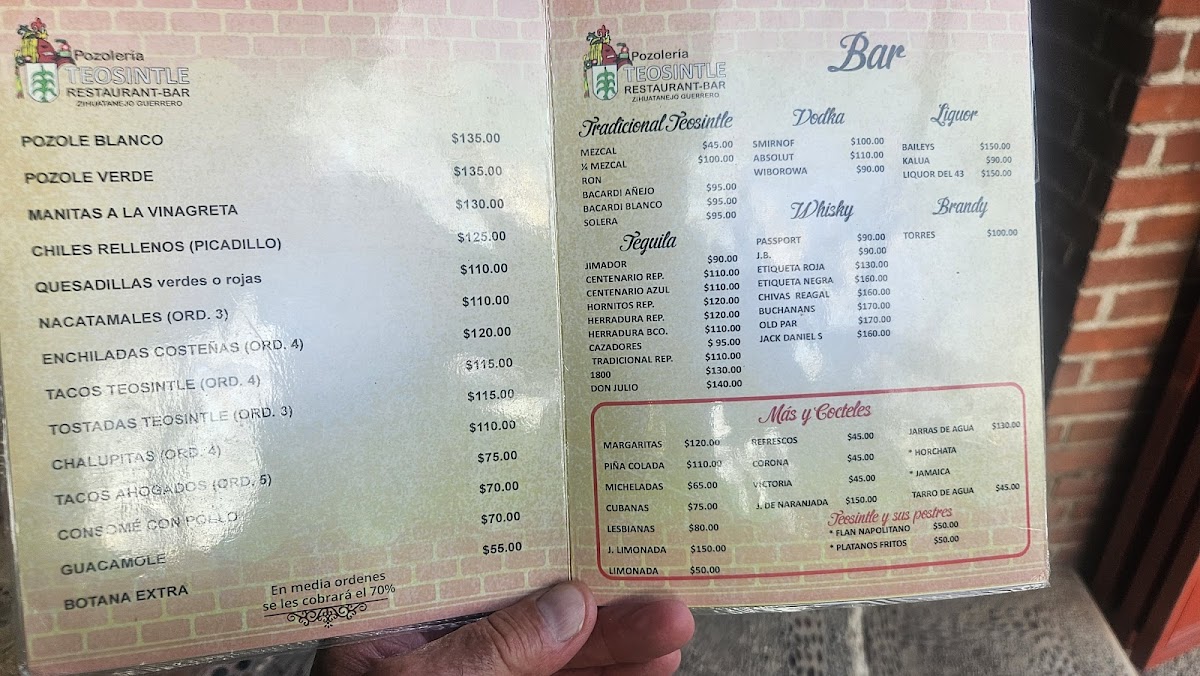 Pozolería
TEOSINTLE
RESTAURANT-BAR
ZIHUATANEJO GUERRERO
POZOLE BLANCO $135.00
POZOLE VERDE $135.00
MANITAS A LA VINAGRETA $130.00
CHILES RELLENOS (PICADILLO) $125.00
QUESADILLAS verdes o rojas $110.00
NACATAMALES (ORD. 3) $110.00
ENCHILADAS COSTEÑAS (ORD. 4) $120.00
TACOS TEOSINTLE (ORD. 4) $115.00
TOSTADAS TEOSINTLE (ORD. 3) $115.00
CHALUPITAS (ORD. 4) $110.00
TACOS AHOGADOS (ORD. 5) $75.00
CONSOMÉ CON POLLO $70.00
GUACAMOLE $70.00
BOTANA EXTRA $55.00
En media ordenes
se les cobrará el 70%
Pozolería
TEOSINTLE
RESTAURANT-BAR
ZIHUATANEJO GUERRERO
Bar
Tradicional Teosintle
MEZCAL $45.00
¼ MEZCAL $100.00
RON
BACARDI AÑEJO $95.00
BACARDI BLANCO $95.00
SOLERA $95.00
Tequila
JIMADOR $90.00
CENTENARIO REP. $110.00
CENTENARIO AZUL $110.00
HORNITOS REP. $120.00
HERRADURA REP. $120.00
HERRADURA BCO. $110.00
CAZADORES $ 95.00
TRADICIONAL REP. $110.00
1800 $130.00
DON JULIO $140.00
Vodka
SMIRNOF $100.00
ABSOLUT $110.00
WIBOROWA $90.00
Whisky
PASSPORT $90.00
J.B. $90.00
ETIQUETA ROJA $130.00
ETIQUETA NEGRA $160.00
CHIVAS REAGAL $160.00
BUCHANANS $170.00
OLD PAR $170.00
JACK DANIEL S $160.00
Liquor
BAILEYS $150.00
KALUA $90.00
LIQUOR DEL 43 $150.00
Brandy
TORRES $100.00
Más y Cocteles
MARGARITAS $120.00
PIÑA COLADA $110.00
MICHELADAS $65.00
CUBANAS $75.00
LESBIANAS $80.00
J. LIMONADA $150.00
LIMONADA $50.00
REFRESCOS $45.00
CORONA $45.00
VICTORIA $45.00
J. DE NARANJADA $150.00
JARRAS DE AGUA $130.00
* HORCHATA
* JAMAICA
TARRO DE AGUA $45.00
Teosintle y sus postres
* FLAN NAPOLITANO $50.00
* PLATANOS FRITOS $50.00